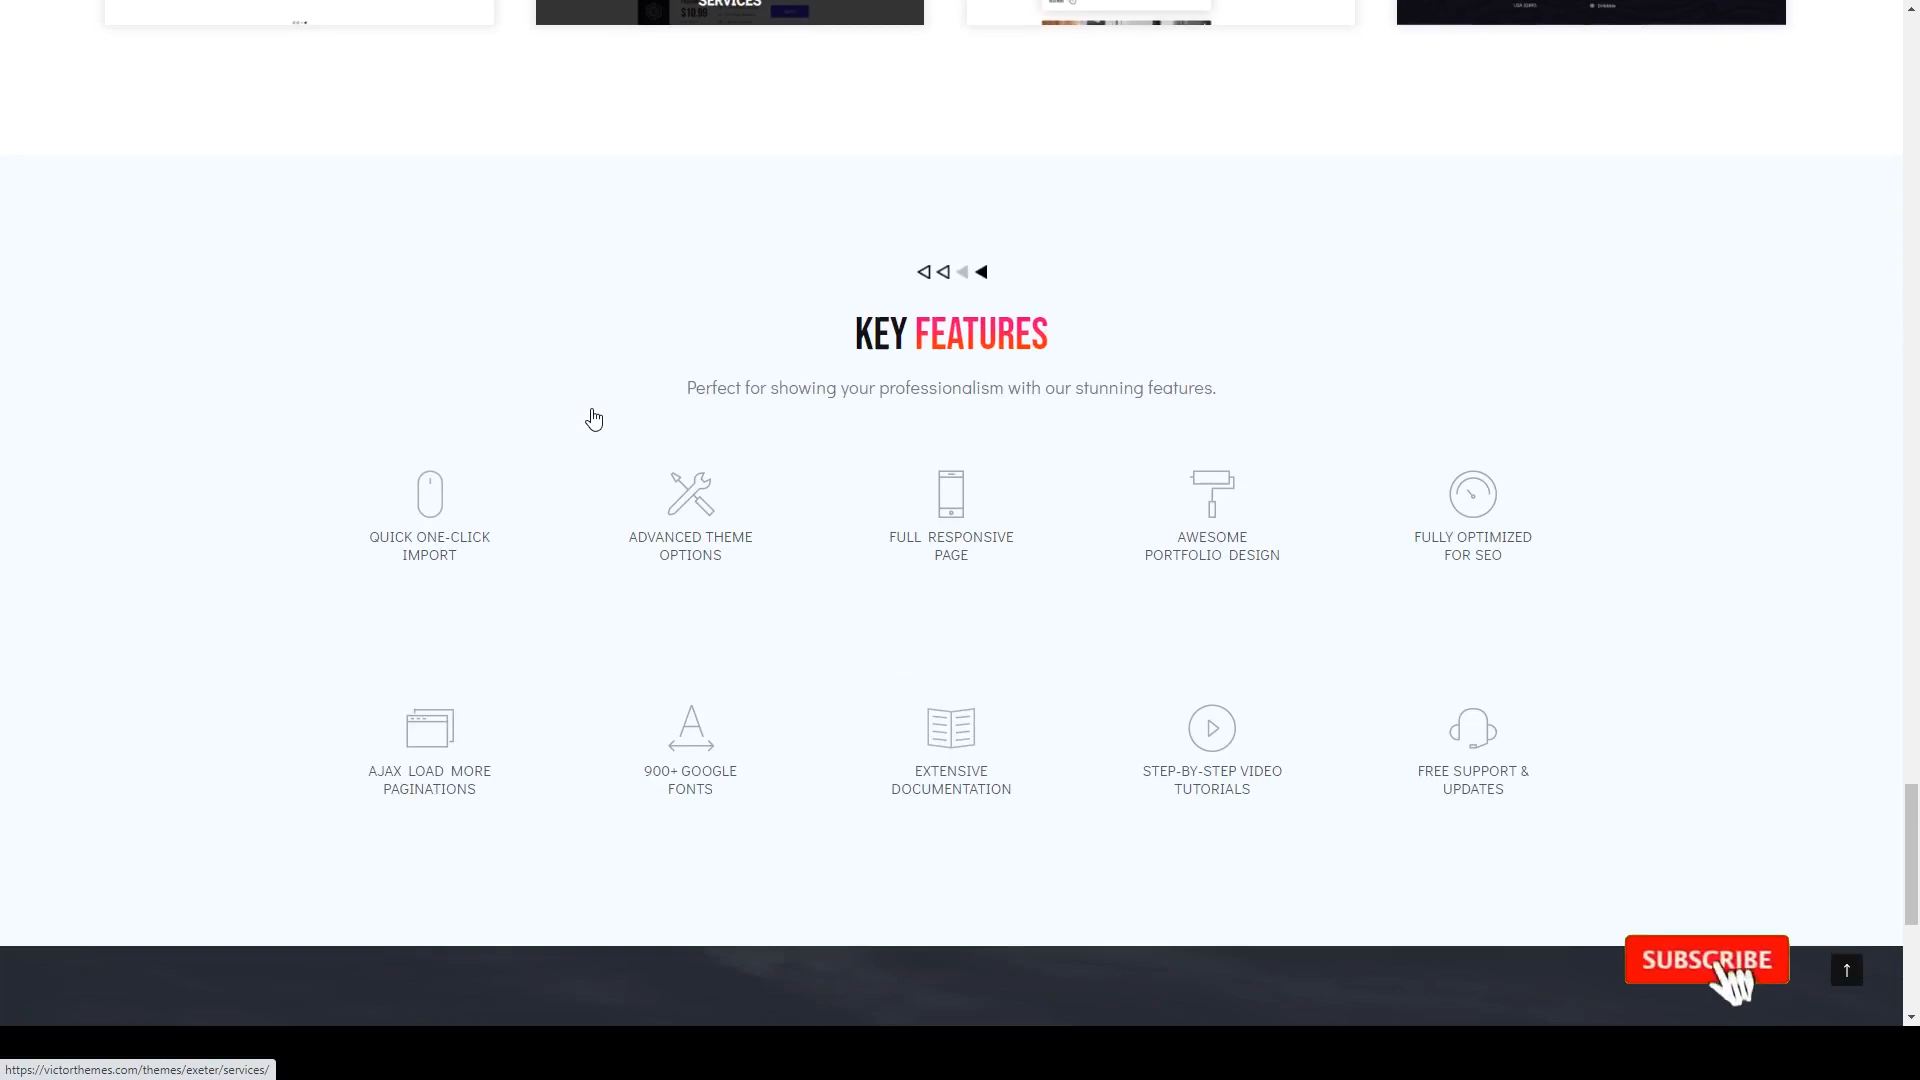 SERVICES
$10.99
KEY FEATURES
Perfect for showing your professionalism with our stunning features.
QUICK ONE-CLICK
IMPORT
ADVANCED THEME
OPTIONS
FULL RESPONSIVE
PAGE
AWESOME
PORTFOLIO DESIGN
FULLY OPTIMIZED
FOR SEO
AJAX LOAD MORE
PAGINATIONS
900+ GOOGLE
FONTS
EXTENSIVE
DOCUMENTATION
STEP-BY-STEP VIDEO
TUTORIALS
FREE SUPPORT &
UPDATES
SUBSCRIBE
https://victorthemes.com/themes/exeter/services/